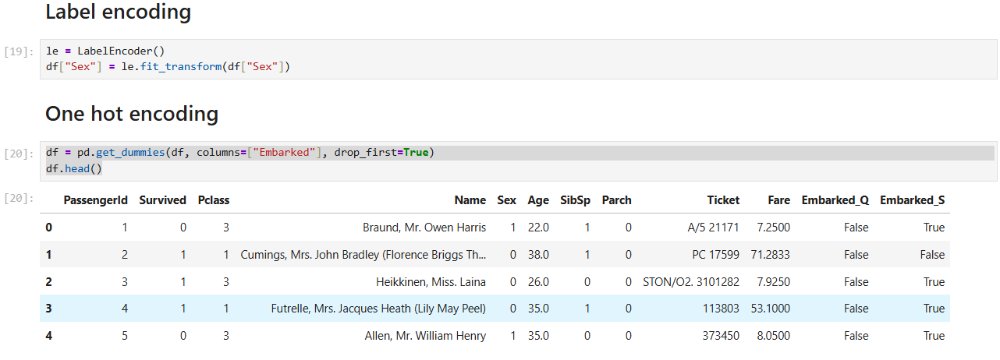 Label encoding
[19]: le = LabelEncoder()
df["Sex"] = le.fit_transform(df["Sex"])
One hot encoding
[20]: df = pd.get_dummies(df, columns=["Embarked"], drop_first=True)
df.head()
[20]: PassengerId Survived Pclass Name Sex Age SibSp Parch Ticket Fare Embarked_Q Embarked_S
0 1 0 3 Braund, Mr. Owen Harris 1 22.0 1 0 A/5 21171 7.2500 False True
1 2 1 1 Cumings, Mrs. John Bradley (Florence Briggs Th... 0 38.0 1 0 PC 17599 71.2833 False False
2 3 1 3 Heikkinen, Miss. Laina 0 26.0 0 0 STON/O2. 3101282 7.9250 False True
3 4 1 1 Futrelle, Mrs. Jacques Heath (Lily May Peel) 0 35.0 1 0 113803 53.1000 False True
4 5 0 3 Allen, Mr. William Henry 1 35.0 0 0 373450 8.0500 False True